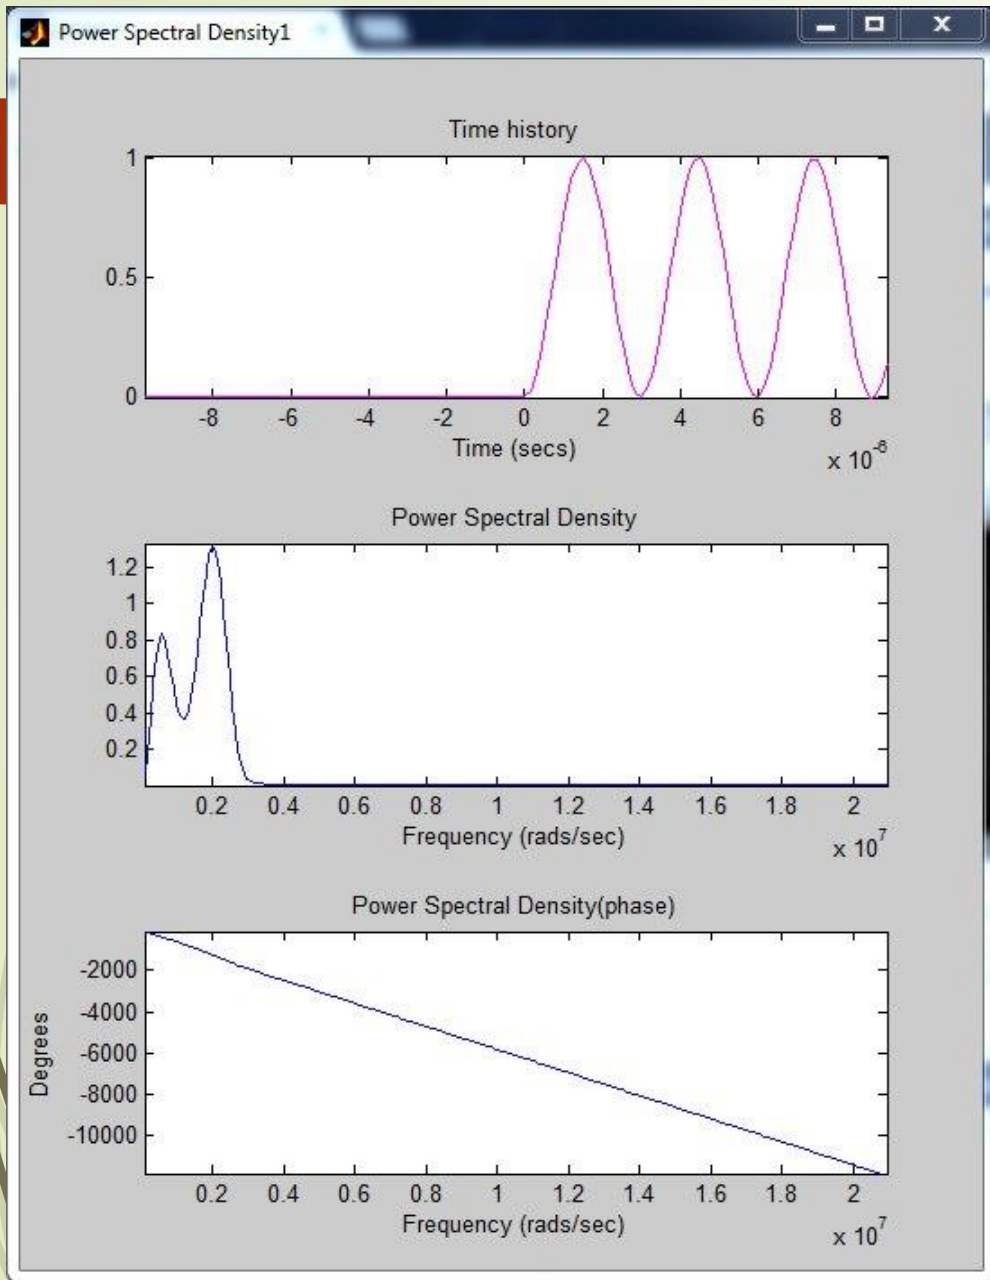 Power Spectral Density1
Time history
1
0.5
0
-8 -6 -4 -2 0 2 4 6 8
Time (secs)
x 10^-6
Power Spectral Density
1.2
1
0.8
0.6
0.4
0.2
0.2 0.4 0.6 0.8 1 1.2 1.4 1.6 1.8 2
Frequency (rads/sec)
x 10^7
Power Spectral Density(phase)
Degrees
-2000
-4000
-6000
-8000
-10000
0.2 0.4 0.6 0.8 1 1.2 1.4 1.6 1.8 2
Frequency (rads/sec)
x 10^7